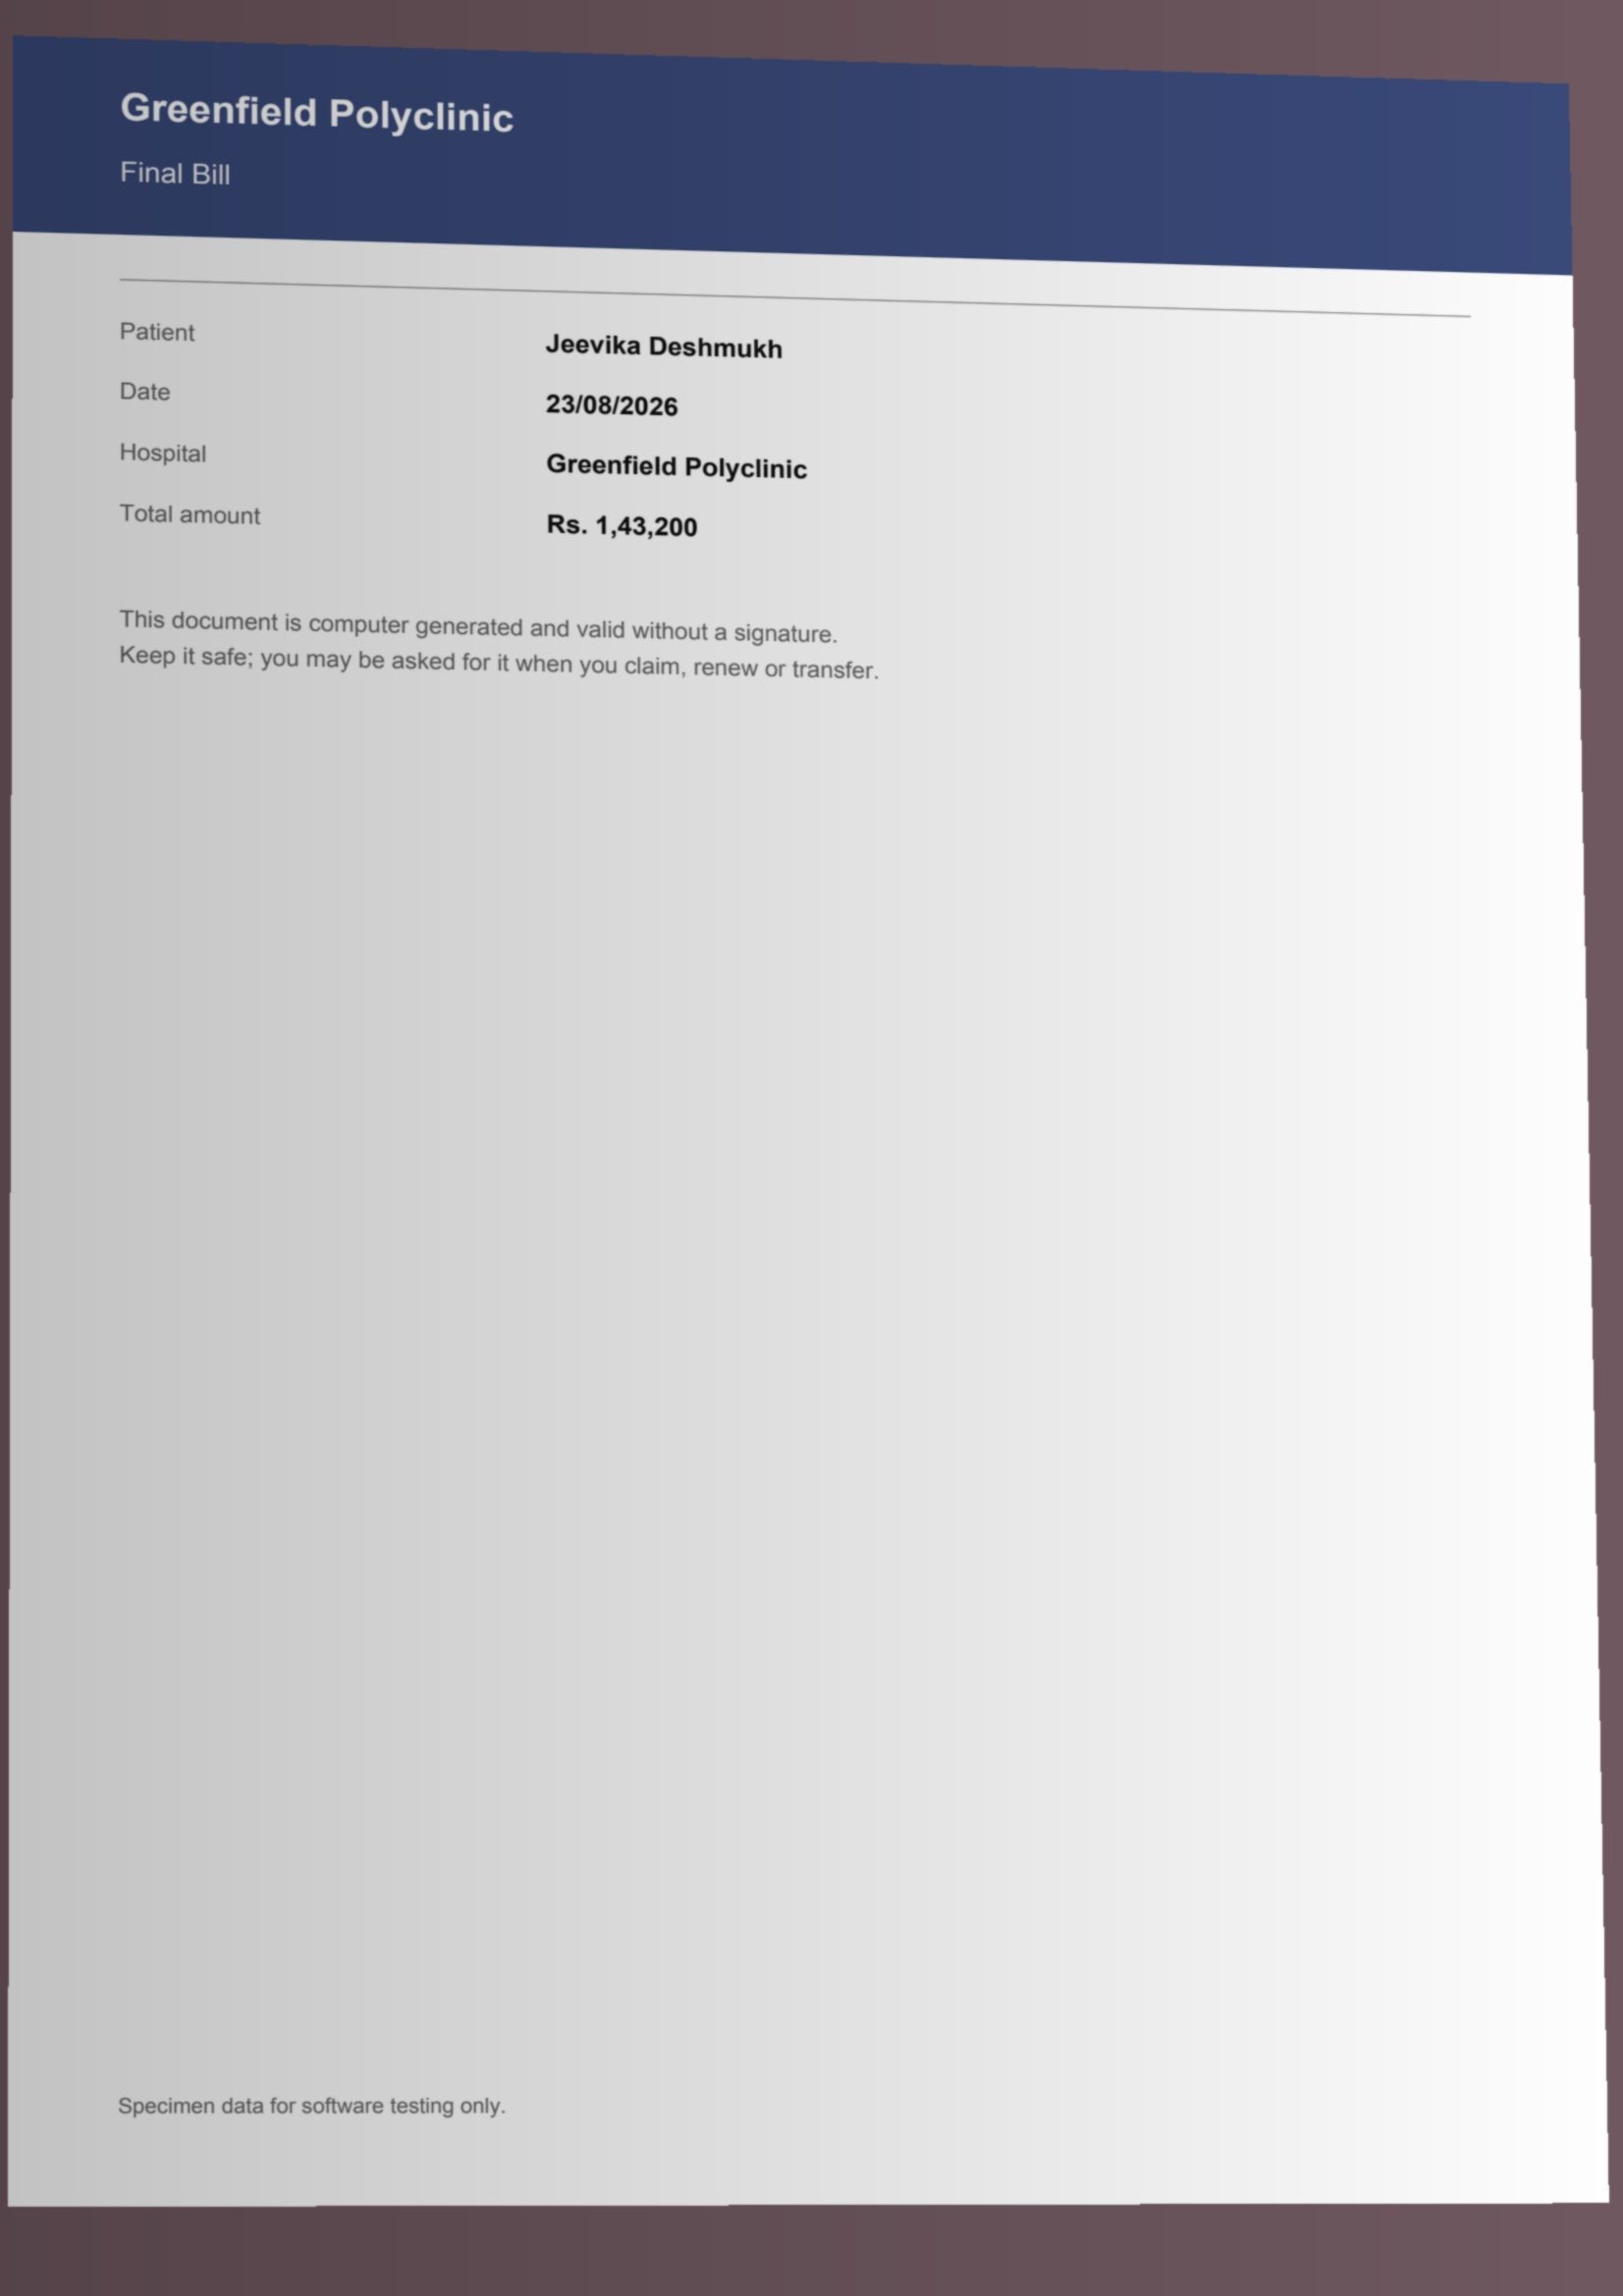 Greenfield Polyclinic
Final Bill
Patient Jeevika Deshmukh
Date 23/08/2026
Hospital Greenfield Polyclinic
Total amount Rs. 1,43,200
This document is computer generated and valid without a signature.
Keep it safe; you may be asked for it when you claim, renew or transfer.
Specimen data for software testing only.